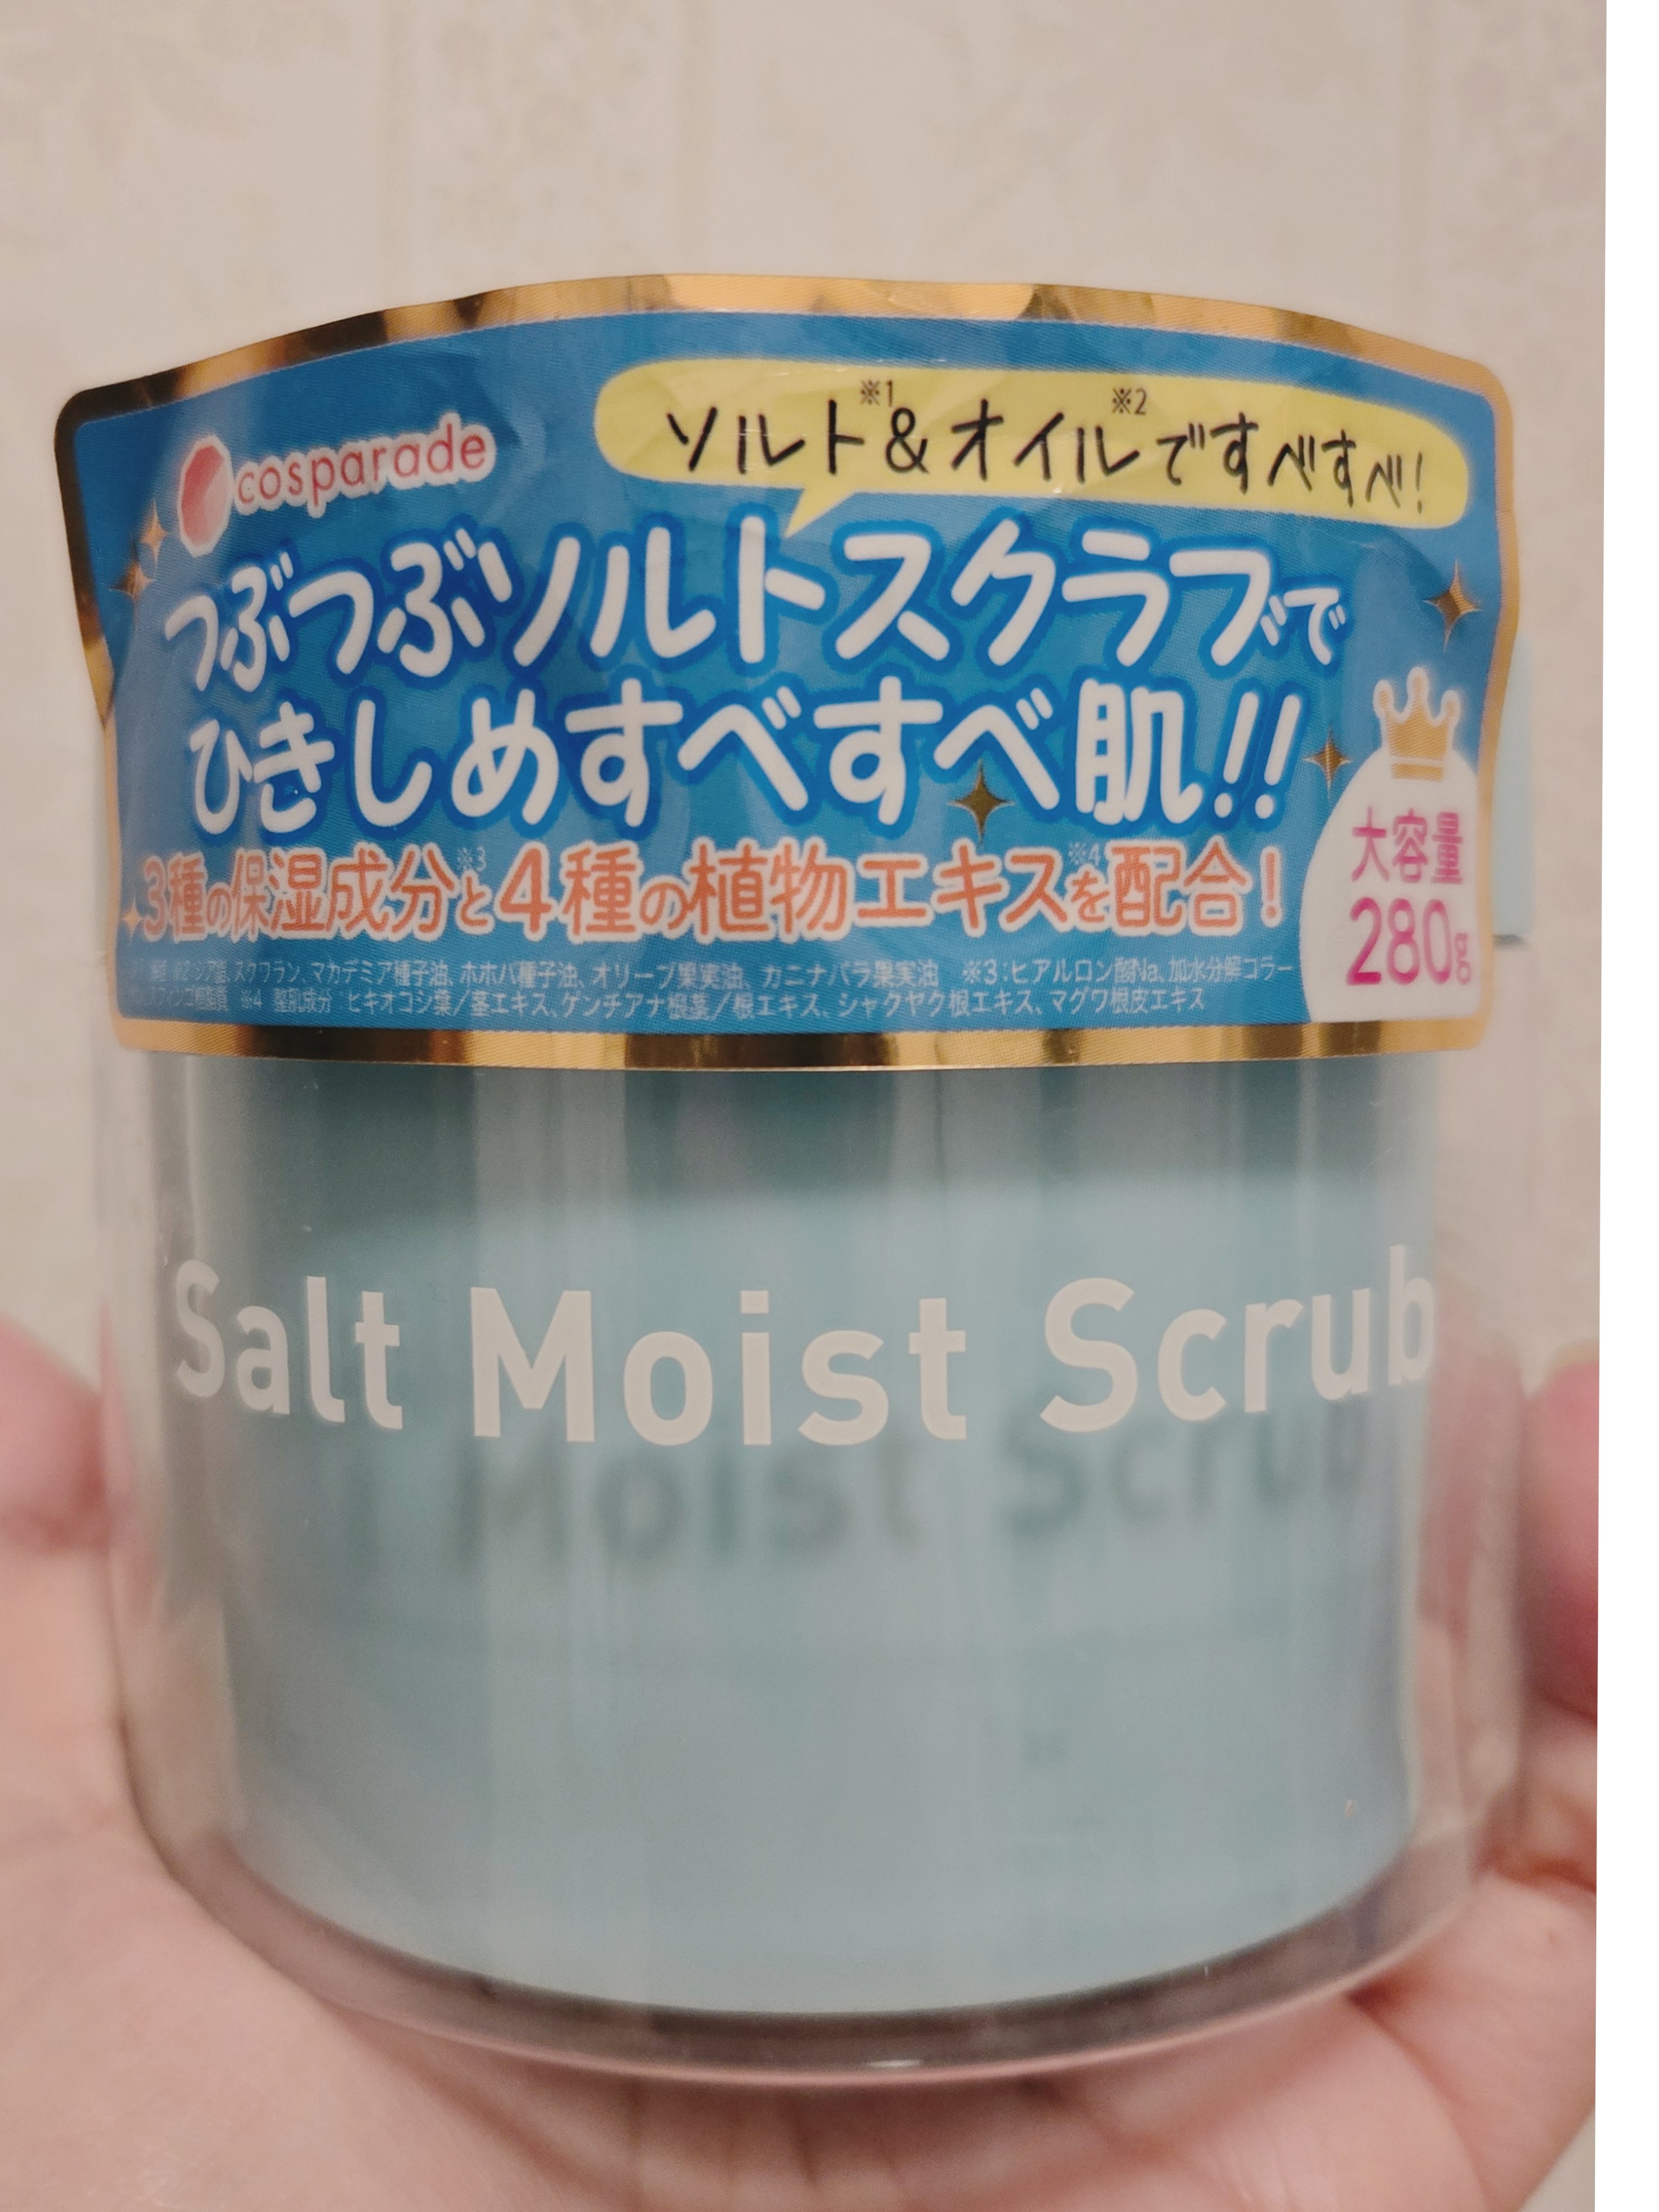 cosparade
ソルト※1&オイル※2ですべすべ!
つぶつぶソルトスクラブで
ひきしめすべすべ肌!!
3種の保湿成分※3と4種の植物エキス※4を配合!
大容量
280g
※2:シア脂、スクワラン、マカデミア種子油、ホホバ種子油、オリーブ果実油、カニナバラ果実油 ※3:ヒアルロン酸Na、加水分解コラー
※4 整肌成分 ヒキオコシ葉/茎エキス、ゲンチアナ根茎/根エキス、シャクヤク根エキス、マグワ根皮エキス
Salt Moist Scrub